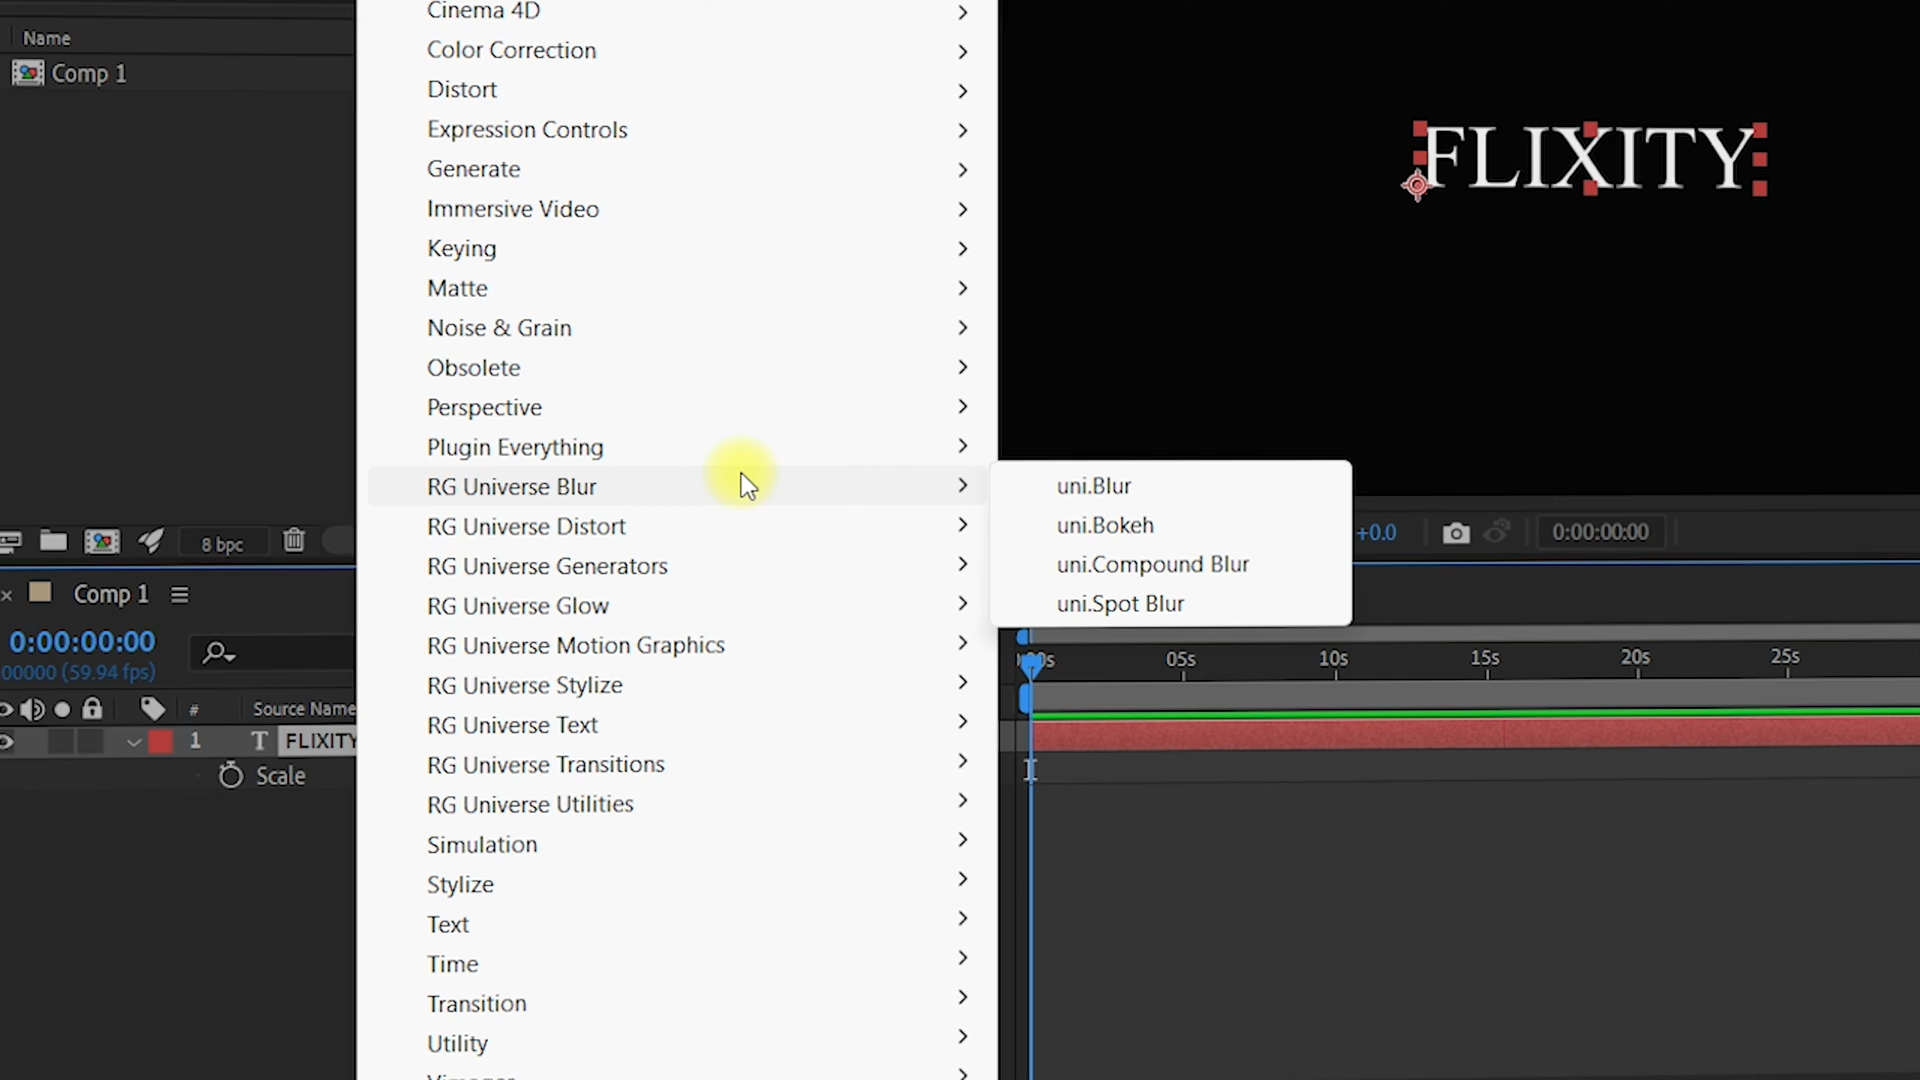 Name
Comp 1
Cinema 4D
Color Correction
Distort
Expression Controls
Generate
Immersive Video
Keying
Matte
Noise & Grain
Obsolete
Perspective
Plugin Everything
RG Universe Blur
RG Universe Distort
RG Universe Generators
RG Universe Glow
RG Universe Motion Graphics
RG Universe Stylize
RG Universe Text
RG Universe Transitions
RG Universe Utilities
Simulation
Stylize
Text
Time
Transition
Utility
uni.Blur
uni.Bokeh
uni.Compound Blur
uni.Spot Blur
FLIXITY
+0.0
0:00:00:00
8 bpc
Comp 1
0:00:00:00
00000 (59.94 fps)
# Source Name
1 T FLIXITY
Scale
05s 10s 15s 20s 25s